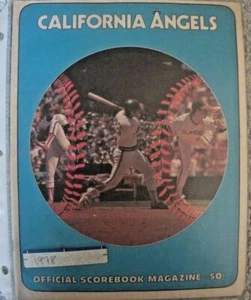 CALIFORNIA ANGELS
1978
OFFICIAL SCOREBOOK MAGAZINE 50¢